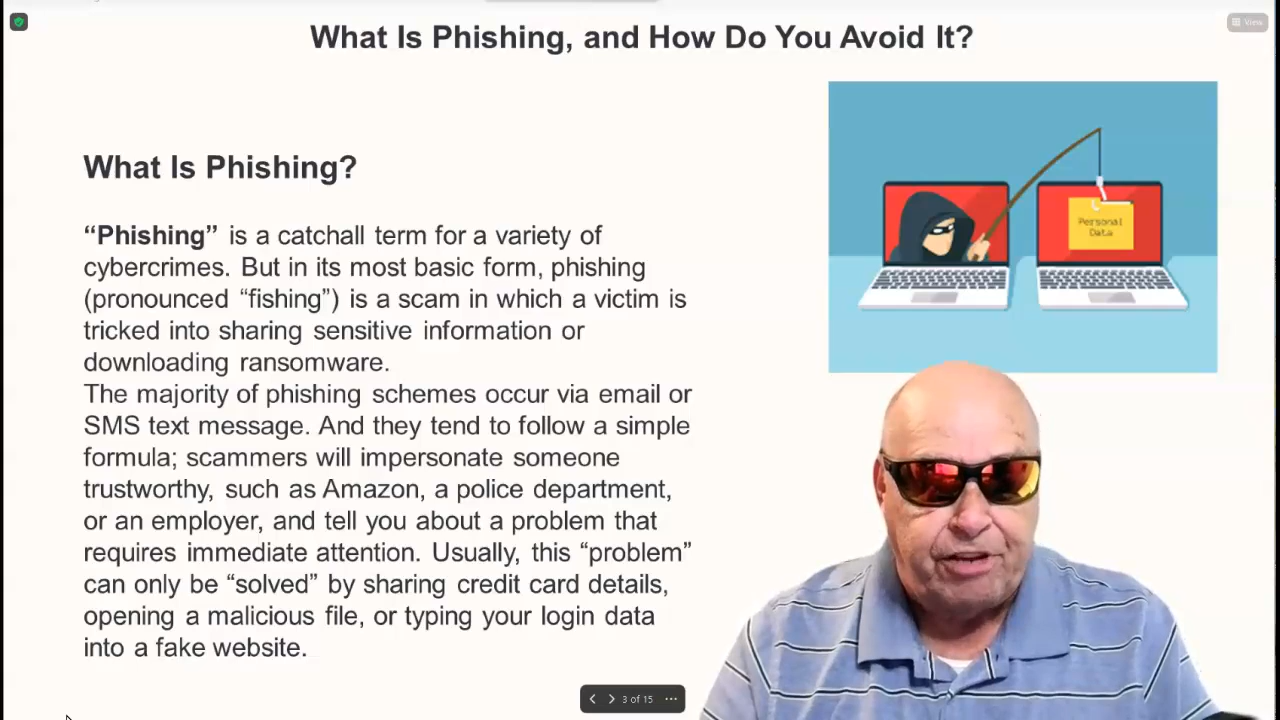 What Is Phishing, and How Do You Avoid It?
View
What Is Phishing?
“Phishing” is a catchall term for a variety of
cybercrimes. But in its most basic form, phishing
(pronounced “fishing”) is a scam in which a victim is
tricked into sharing sensitive information or
downloading ransomware.
The majority of phishing schemes occur via email or
SMS text message. And they tend to follow a simple
formula; scammers will impersonate someone
trustworthy, such as Amazon, a police department,
or an employer, and tell you about a problem that
requires immediate attention. Usually, this “problem”
can only be “solved” by sharing credit card details,
opening a malicious file, or typing your login data
into a fake website.
Personal
Data
3 of 15